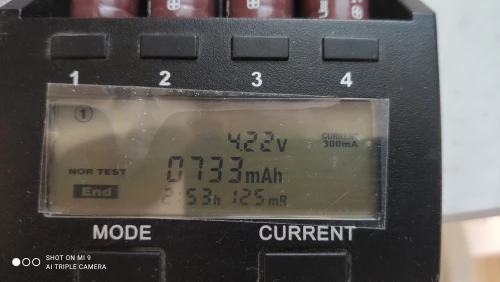 1 2 3 4
1
4.22V
CURRENT
300mA
0733mAh
NOR TEST
End
2:53h 125mR
MODE CURRENT
SHOT ON MI 9
AI TRIPLE CAMERA